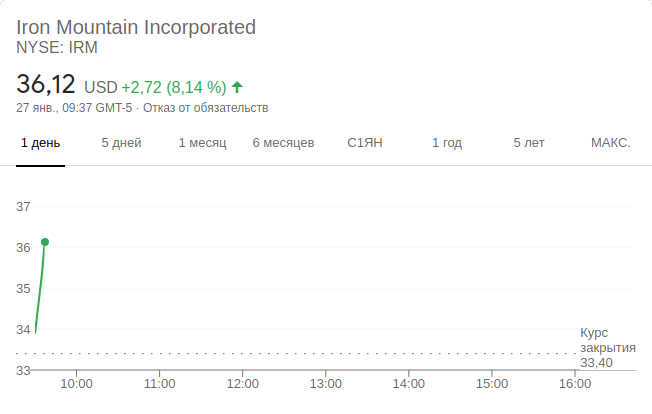 Iron Mountain Incorporated
NYSE: IRM
36,12 USD +2,72 (8,14 %)
27 янв., 09:37 GMT-5 · Отказ от обязательств
1 день 5 дней 1 месяц 6 месяцев С1ЯН 1 год 5 лет МАКС.
37
36
35
34
33
Курс
закрытия
33,40
10:00 11:00 12:00 13:00 14:00 15:00 16:00